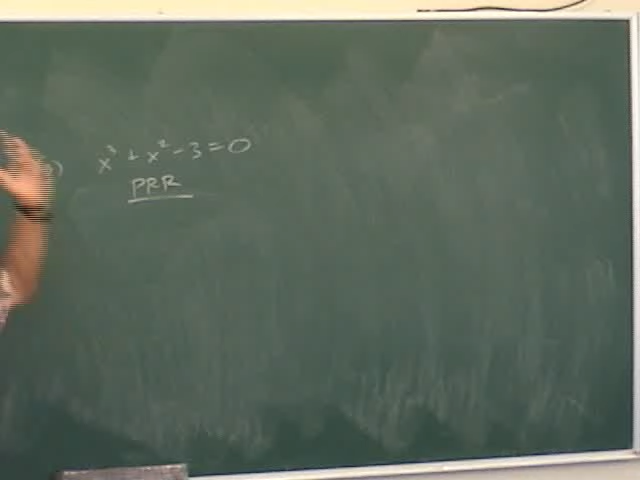 x³ + x² - 3 = 0
PRR